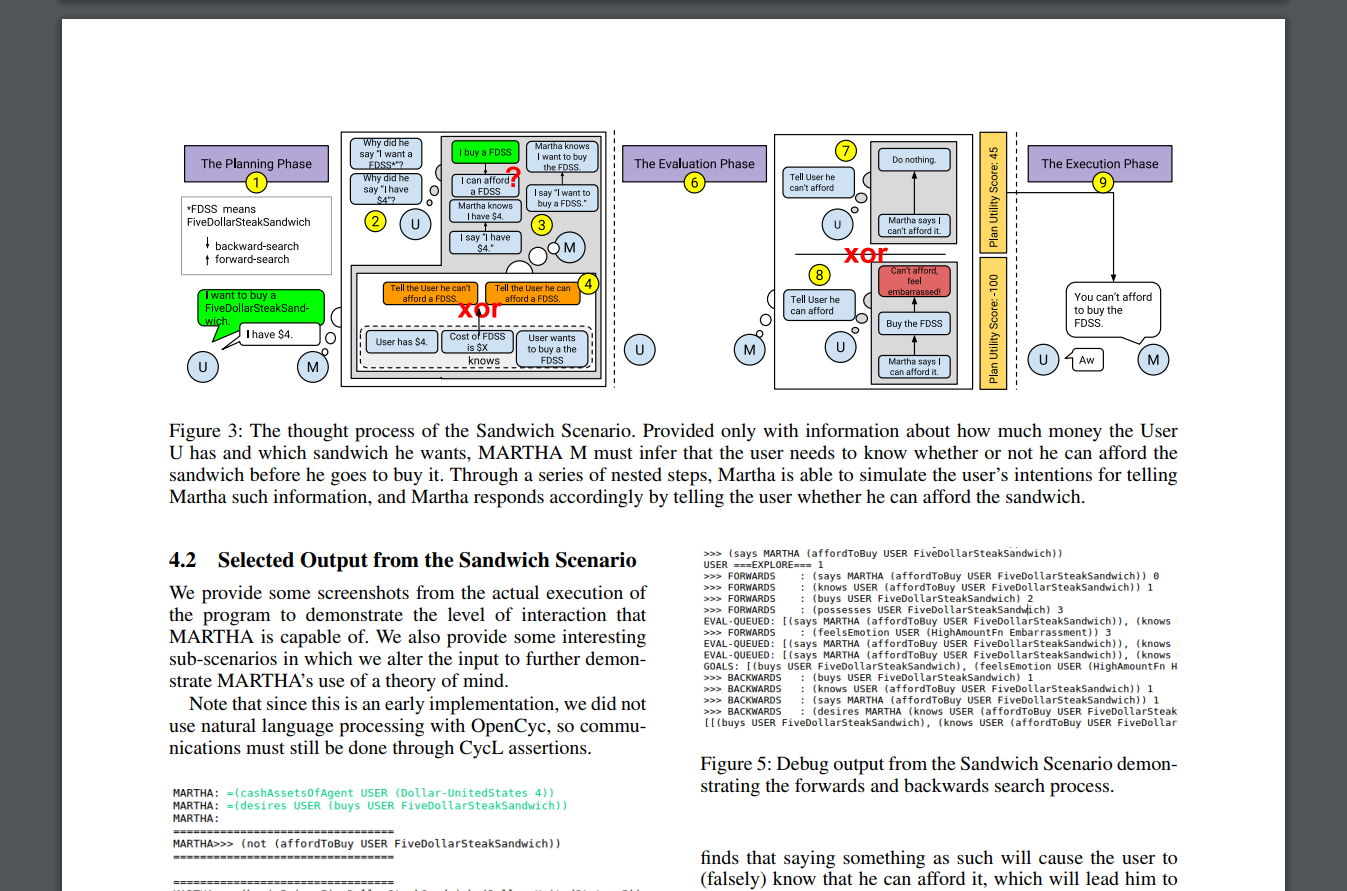 The Planning Phase
1
*FDSS means
FiveDollarSteakSandwich
backward-search
forward-search
I want to buy a
FiveDollarSteakSand-
wich.
I have $4.
U
M
Why did he
say "I want a
FDSS*"?
Why did he
say "I have
$4"?
2
U
I buy a FDSS
?
I can afford
a FDSS
Martha knows
I have $4.
I say "I have
$4."
Martha knows
I want to buy
the FDSS.
I say "I want to
buy a FDSS."
3
M
4
Tell the User he can't
afford a FDSS.
Tell the User he can
afford a FDSS.
xor
User has $4.
Cost of FDSS
is $X
User wants
to buy a the
FDSS
knows
The Evaluation Phase
6
U
M
7
Tell User he
can't afford
U
Do nothing.
Martha says I
can't afford it.
xor
8
Tell User he
can afford
U
Can't afford,
feel
embarrassed!
Buy the FDSS
Martha says I
can afford it.
Plan Utility Score: 45
Plan Utility Score: -100
The Execution Phase
9
You can't afford
to buy the
FDSS.
U
Aw
M
Figure 3: The thought process of the Sandwich Scenario. Provided only with information about how much money the User
U has and which sandwich he wants, MARTHA M must infer that the user needs to know whether or not he can afford the
sandwich before he goes to buy it. Through a series of nested steps, Martha is able to simulate the user's intentions for telling
Martha such information, and Martha responds accordingly by telling the user whether he can afford the sandwich.
4.2 Selected Output from the Sandwich Scenario
We provide some screenshots from the actual execution of
the program to demonstrate the level of interaction that
MARTHA is capable of. We also provide some interesting
sub-scenarios in which we alter the input to further demon-
strate MARTHA's use of a theory of mind.
Note that since this is an early implementation, we did not
use natural language processing with OpenCyc, so commu-
nications must still be done through CycL assertions.
MARTHA: =(cashAssetsOfAgent USER (Dollar-UnitedStates 4))
MARTHA: =(desires USER (buys USER FiveDollarSteakSandwich))
MARTHA:
==================================
MARTHA>>> (not (affordToBuy USER FiveDollarSteakSandwich))
==================================
==================================
>>> (says MARTHA (affordToBuy USER FiveDollarSteakSandwich))
USER ===EXPLORE=== 1
>>> FORWARDS : (says MARTHA (affordToBuy USER FiveDollarSteakSandwich)) 0
>>> FORWARDS : (knows USER (affordToBuy USER FiveDollarSteakSandwich)) 1
>>> FORWARDS : (buys USER FiveDollarSteakSandwich) 2
>>> FORWARDS : (possesses USER FiveDollarSteakSandwich) 3
EVAL-QUEUED: [(says MARTHA (affordToBuy USER FiveDollarSteakSandwich)), (knows
>>> FORWARDS : (feelsEmotion USER (HighAmountFn Embarrassment)) 3
EVAL-QUEUED: [(says MARTHA (affordToBuy USER FiveDollarSteakSandwich)), (knows
EVAL-QUEUED: [(says MARTHA (affordToBuy USER FiveDollarSteakSandwich)), (knows
GOALS: [(buys USER FiveDollarSteakSandwich), (feelsEmotion USER (HighAmountFn H
>>> BACKWARDS : (buys USER FiveDollarSteakSandwich) 1
>>> BACKWARDS : (knows USER (affordToBuy USER FiveDollarSteakSandwich)) 1
>>> BACKWARDS : (says MARTHA (affordToBuy USER FiveDollarSteakSandwich)) 1
>>> BACKWARDS : (desires MARTHA (knows USER (affordToBuy USER FiveDollarSteak
[[(buys USER FiveDollarSteakSandwich), (knows USER (affordToBuy USER FiveDollar
Figure 5: Debug output from the Sandwich Scenario demon-
strating the forwards and backwards search process.
finds that saying something as such will cause the user to
(falsely) know that he can afford it, which will lead him to